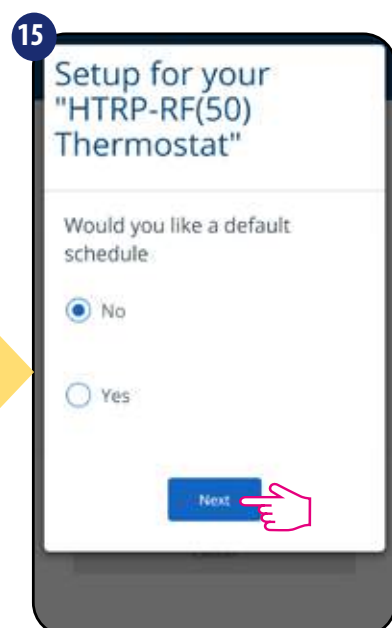 15
Setup for your
"HTRP-RF(50)
Thermostat"
Would you like a default
schedule
No
Yes
Next